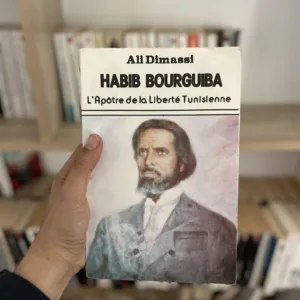 Ali Dimassi
HABIB BOURGUIBA
L'Apôtre de la Liberté Tunisienne